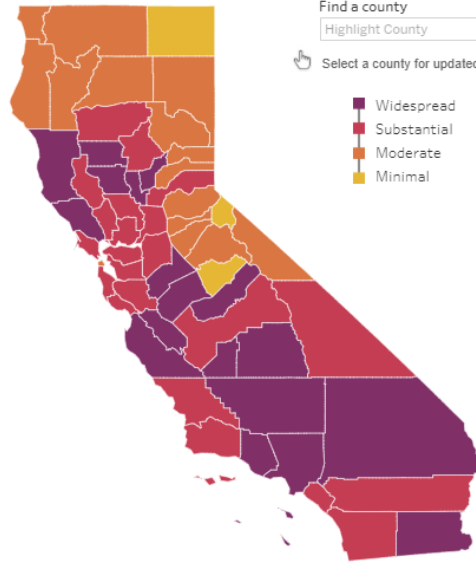 Find a county
Highlight County
Select a county for updated
Widespread
Substantial
Moderate
Minimal